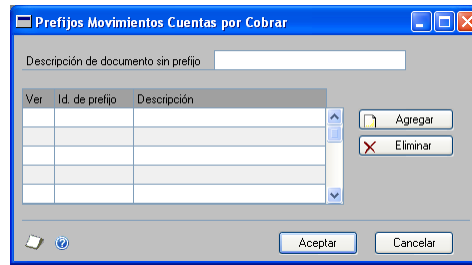 Prefijos Movimientos Cuentas por Cobrar
Descripción de documento sin prefijo
Ver Id. de prefijo Descripción
Agregar
Eliminar
Aceptar Cancelar